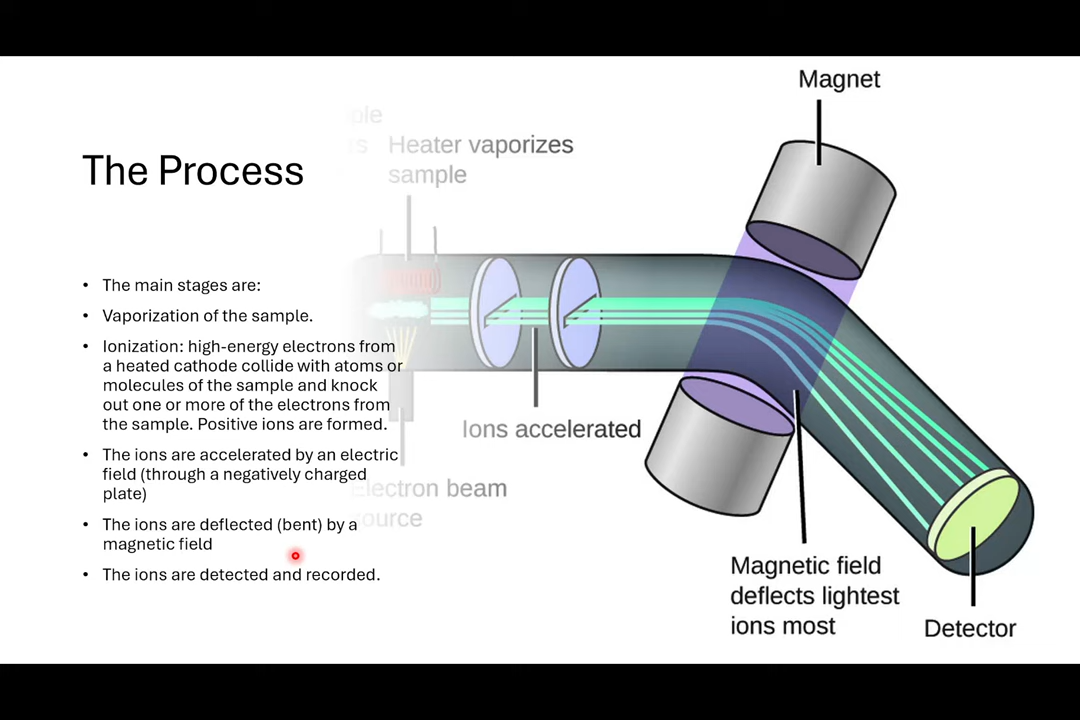 The Process
• The main stages are:
• Vaporization of the sample.
• Ionization: high-energy electrons from
a heated cathode collide with atoms or
molecules of the sample and knock
out one or more of the electrons from
the sample. Positive ions are formed.
• The ions are accelerated by an electric
field (through a negatively charged
plate)
• The ions are deflected (bent) by a
magnetic field
• The ions are detected and recorded.
Heater vaporizes
sample
Magnet
Ions accelerated
Electron beam
source
Magnetic field
deflects lightest
ions most
Detector